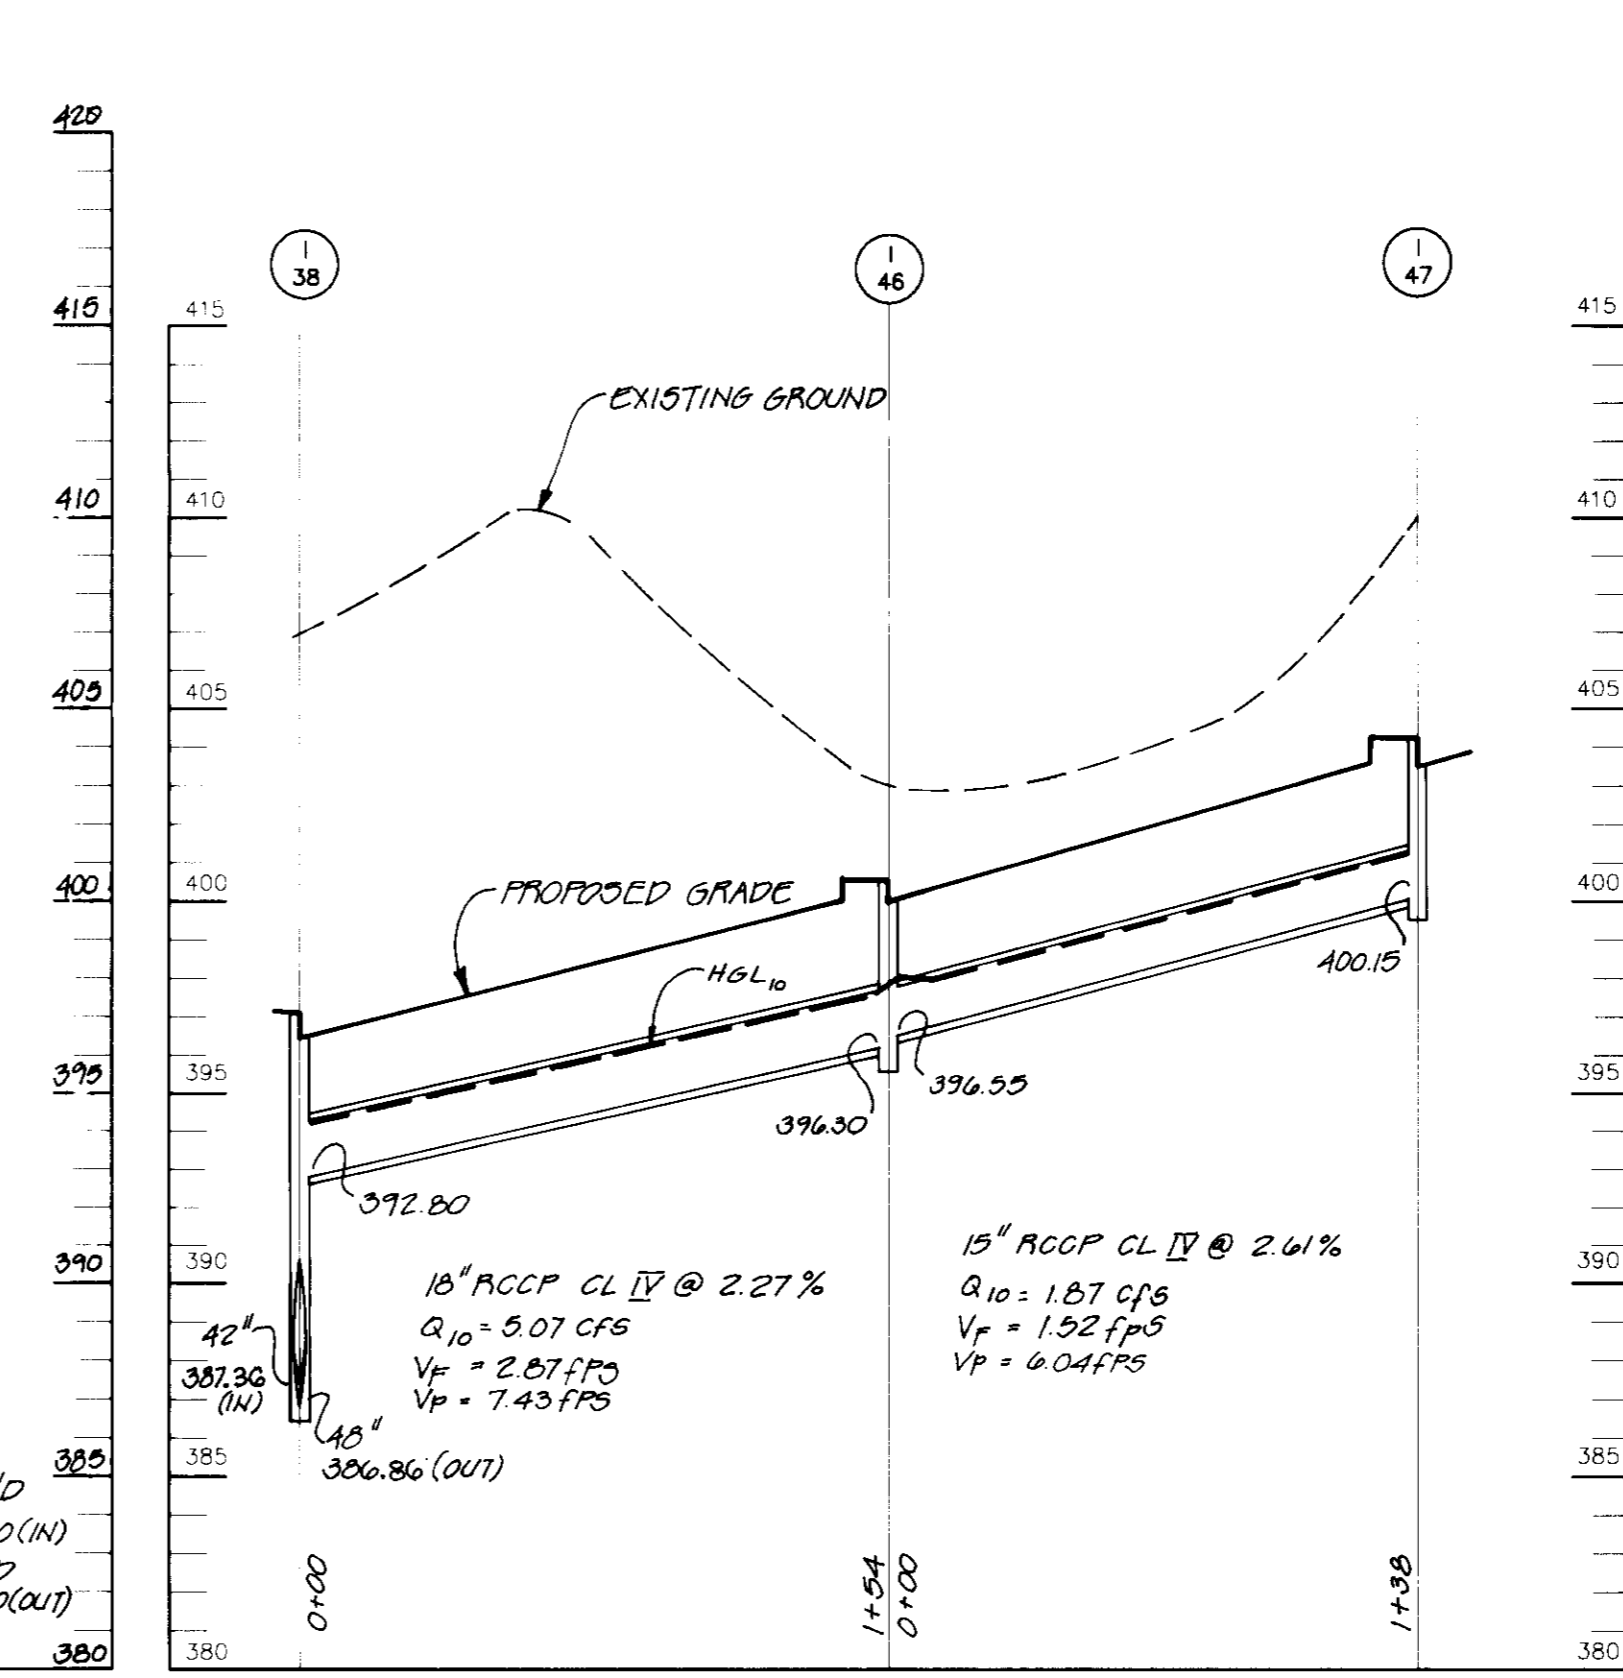 420
415
410
405
400
395
390
385
380
415
410
405
400
395
390
385
380
I
38
I
46
I
47
415
410
405
400
395
390
385
380
EXISTING GROUND
PROPOSED GRADE
HGL10
400.15
396.55
396.30
392.80
15" RCCP CL IV @ 2.61%
Q10 = 1.87 cfs
VF = 1.52 fps
VP = 6.04 FPS
18" RCCP CL IV @ 2.27%
Q10 = 5.07 CFS
VF = 2.87 FPS
VP = 7.43 FPS
42"
387.36
(IN)
48"
386.86 (OUT)
(IN)
(OUT)
0+00
1+54
0+00
1+38